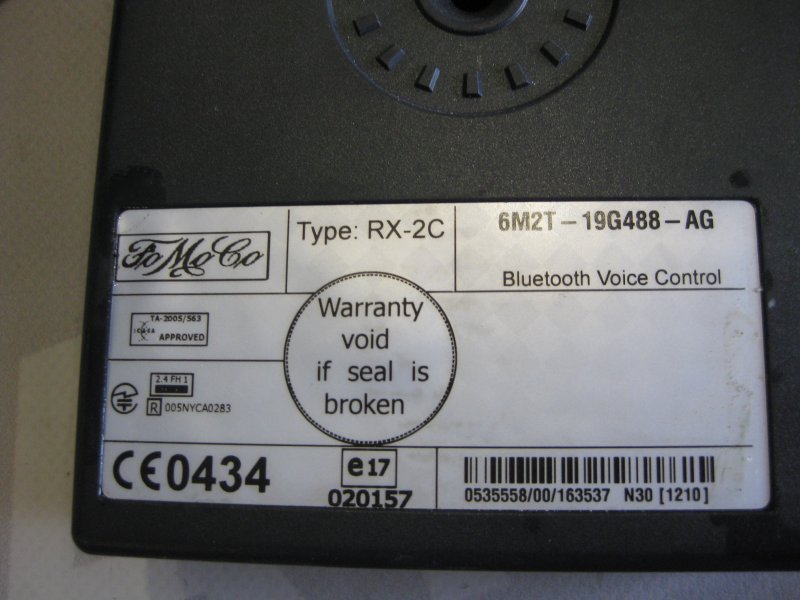 FoMoCo
Type: RX-2C
6M2T-19G488-AG
Bluetooth Voice Control
TA-2005/563
ICASA
APPROVED
Warranty
void
if seal is
broken
2.4 FH 1
R 005NYCA0283
CE0434
e17
020157
0535558/00/163537 N30 [1210]